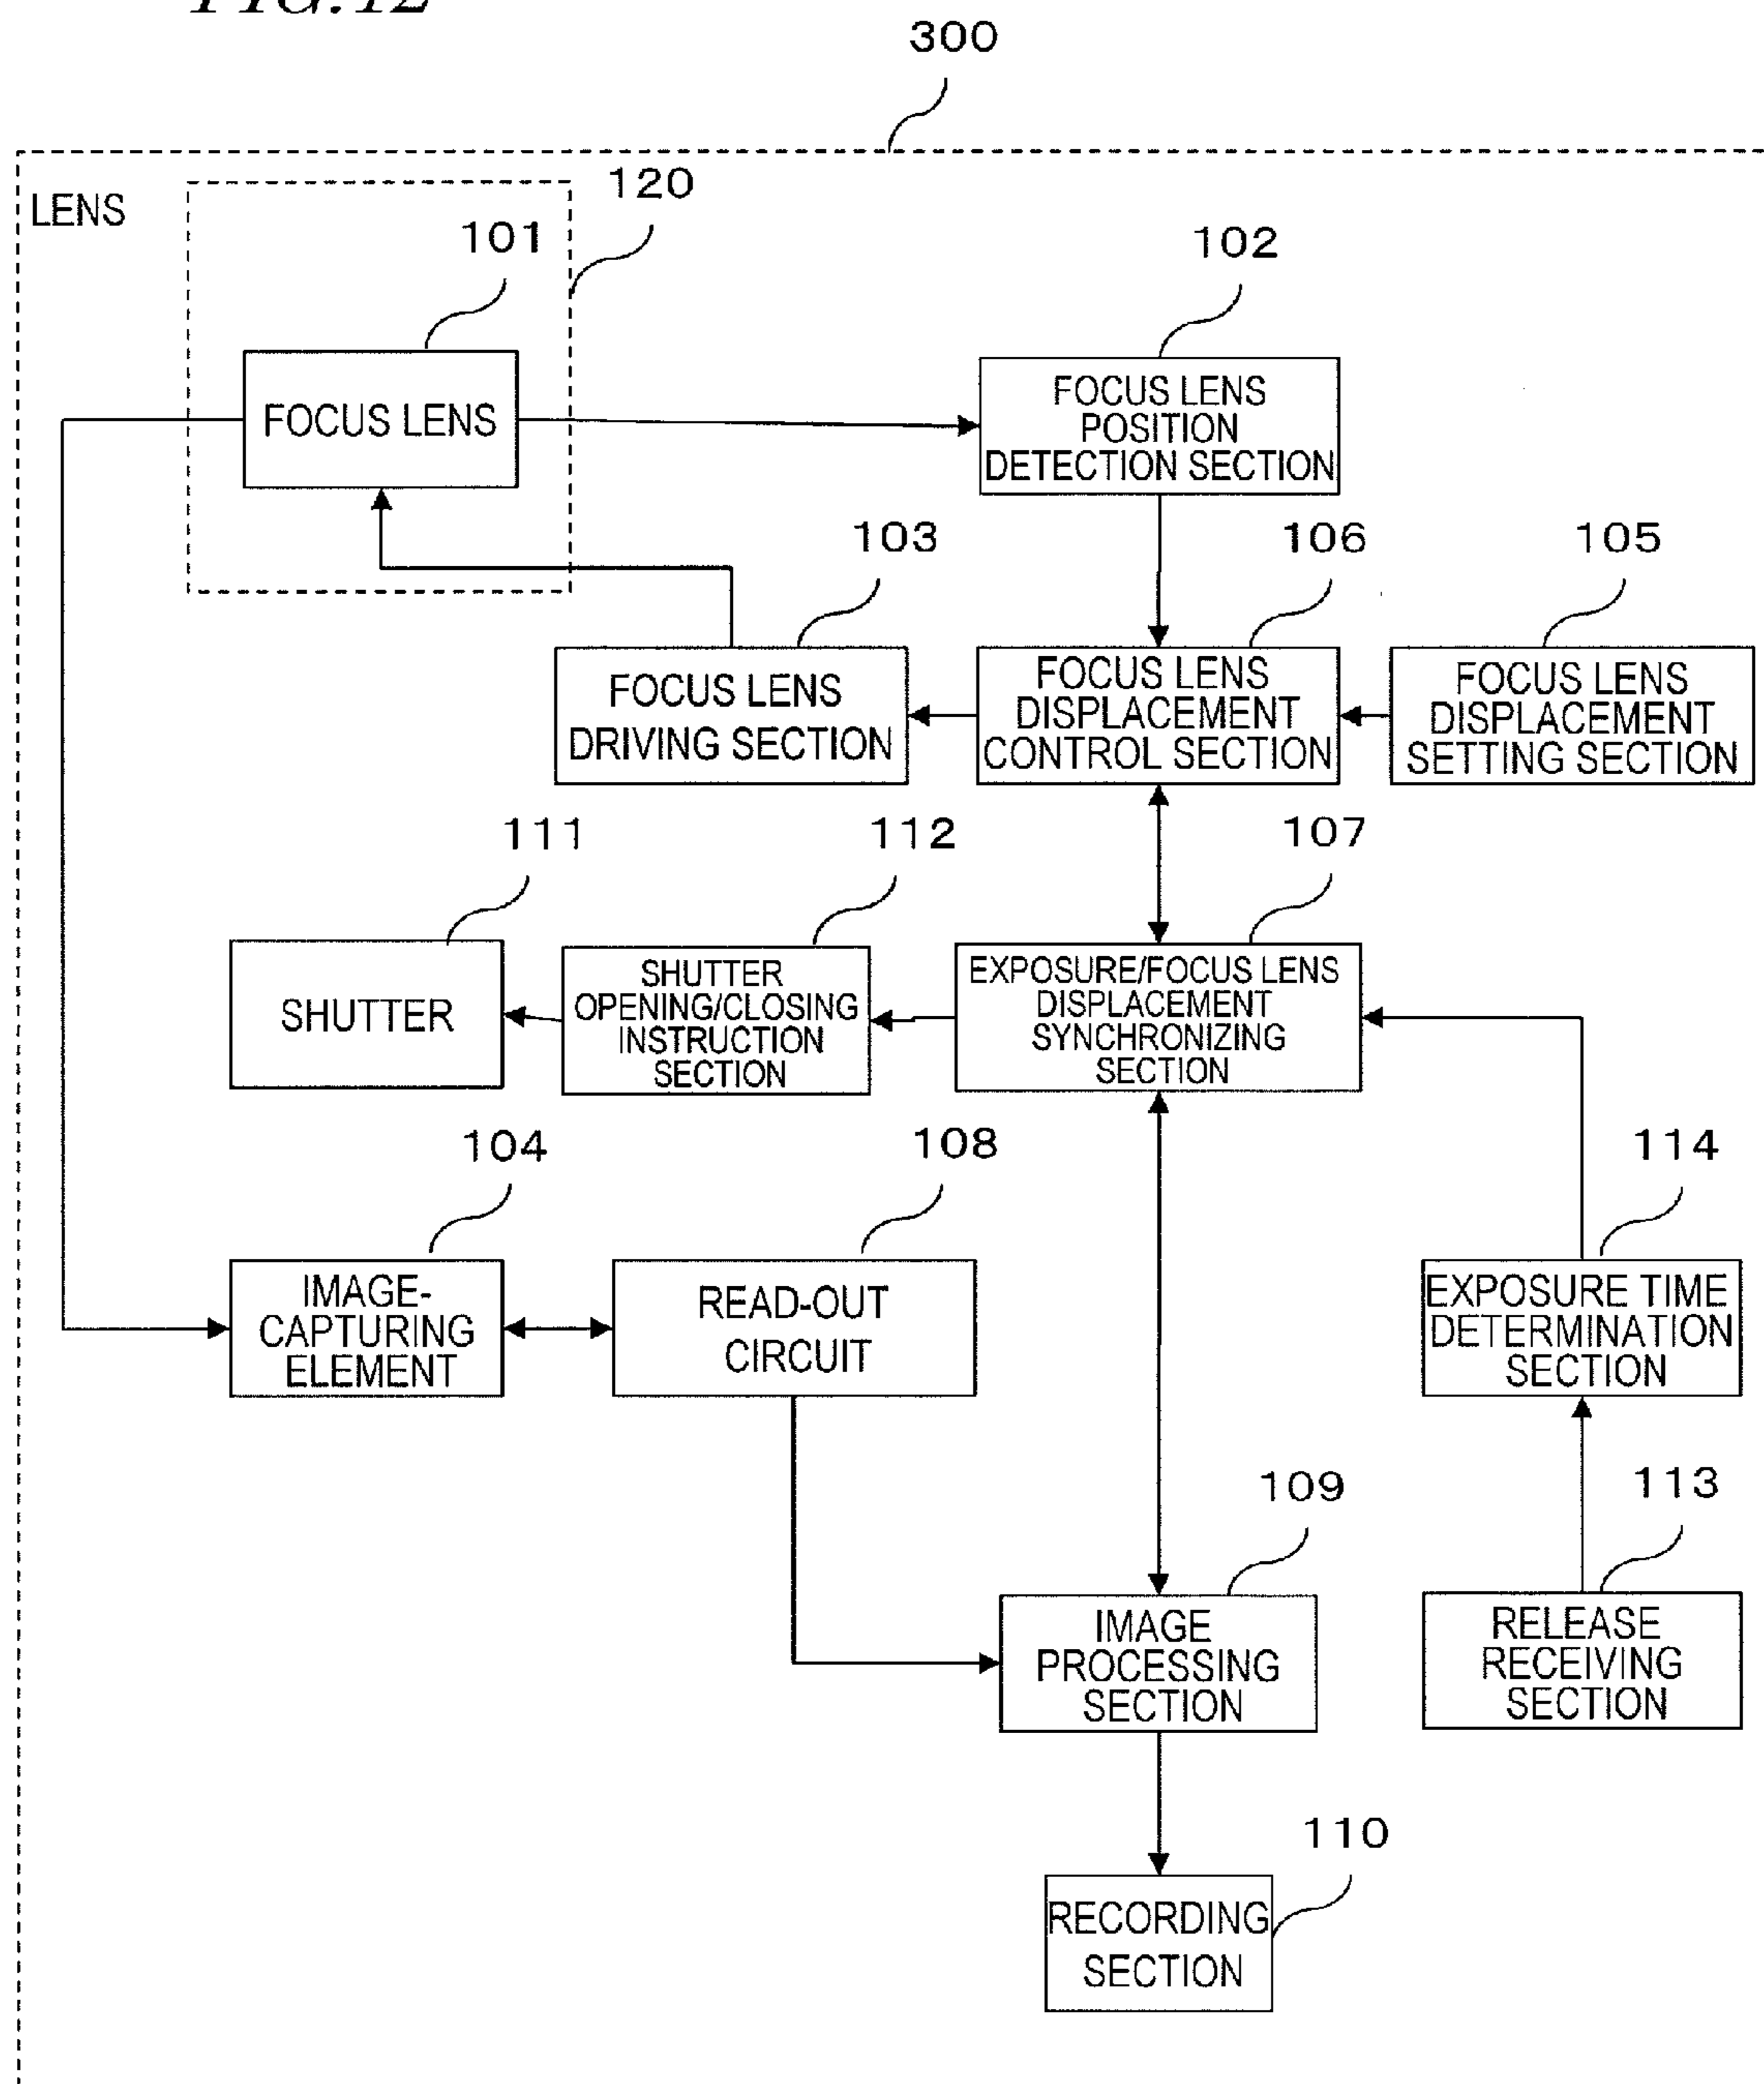 FIG.12
300
LENS
120
101
102
FOCUS LENS
FOCUS LENS
POSITION
DETECTION SECTION
103
106
105
FOCUS LENS
DRIVING SECTION
FOCUS LENS
DISPLACEMENT
CONTROL SECTION
FOCUS LENS
DISPLACEMENT
SETTING SECTION
111
112
107
SHUTTER
SHUTTER
OPENING/CLOSING
INSTRUCTION
SECTION
EXPOSURE/FOCUS LENS
DISPLACEMENT
SYNCHRONIZING
SECTION
104
108
114
IMAGE-
CAPTURING
ELEMENT
READ-OUT
CIRCUIT
EXPOSURE TIME
DETERMINATION
SECTION
109
113
IMAGE
PROCESSING
SECTION
RELEASE
RECEIVING
SECTION
110
RECORDING
SECTION